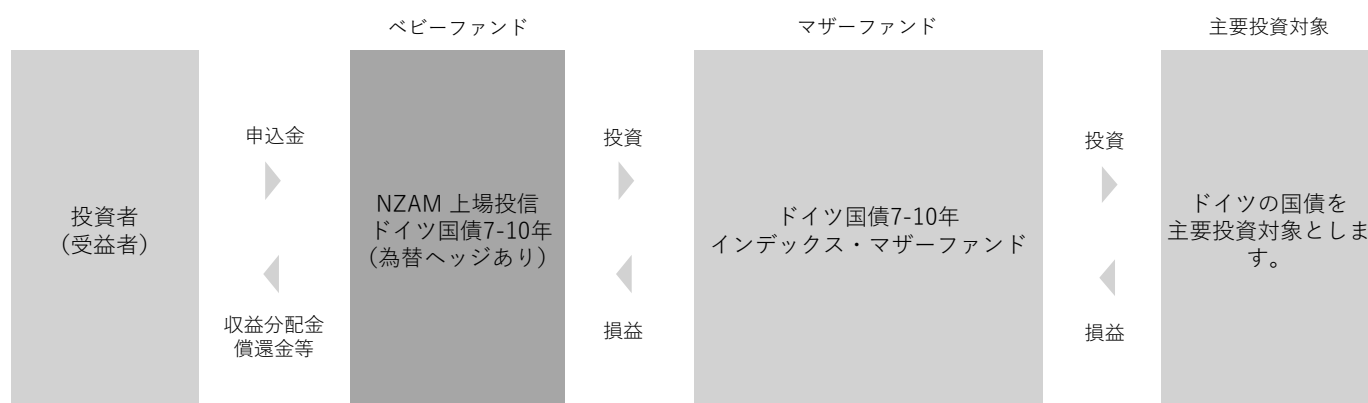 ベビーファンド
マザーファンド
主要投資対象
投資者
(受益者)
申込金
収益分配金
償還金等
NZAM 上場投信
ドイツ国債7-10年
(為替ヘッジあり)
投資
損益
ドイツ国債7-10年
インデックス・マザーファンド
投資
損益
ドイツの国債を
主要投資対象としま
す。